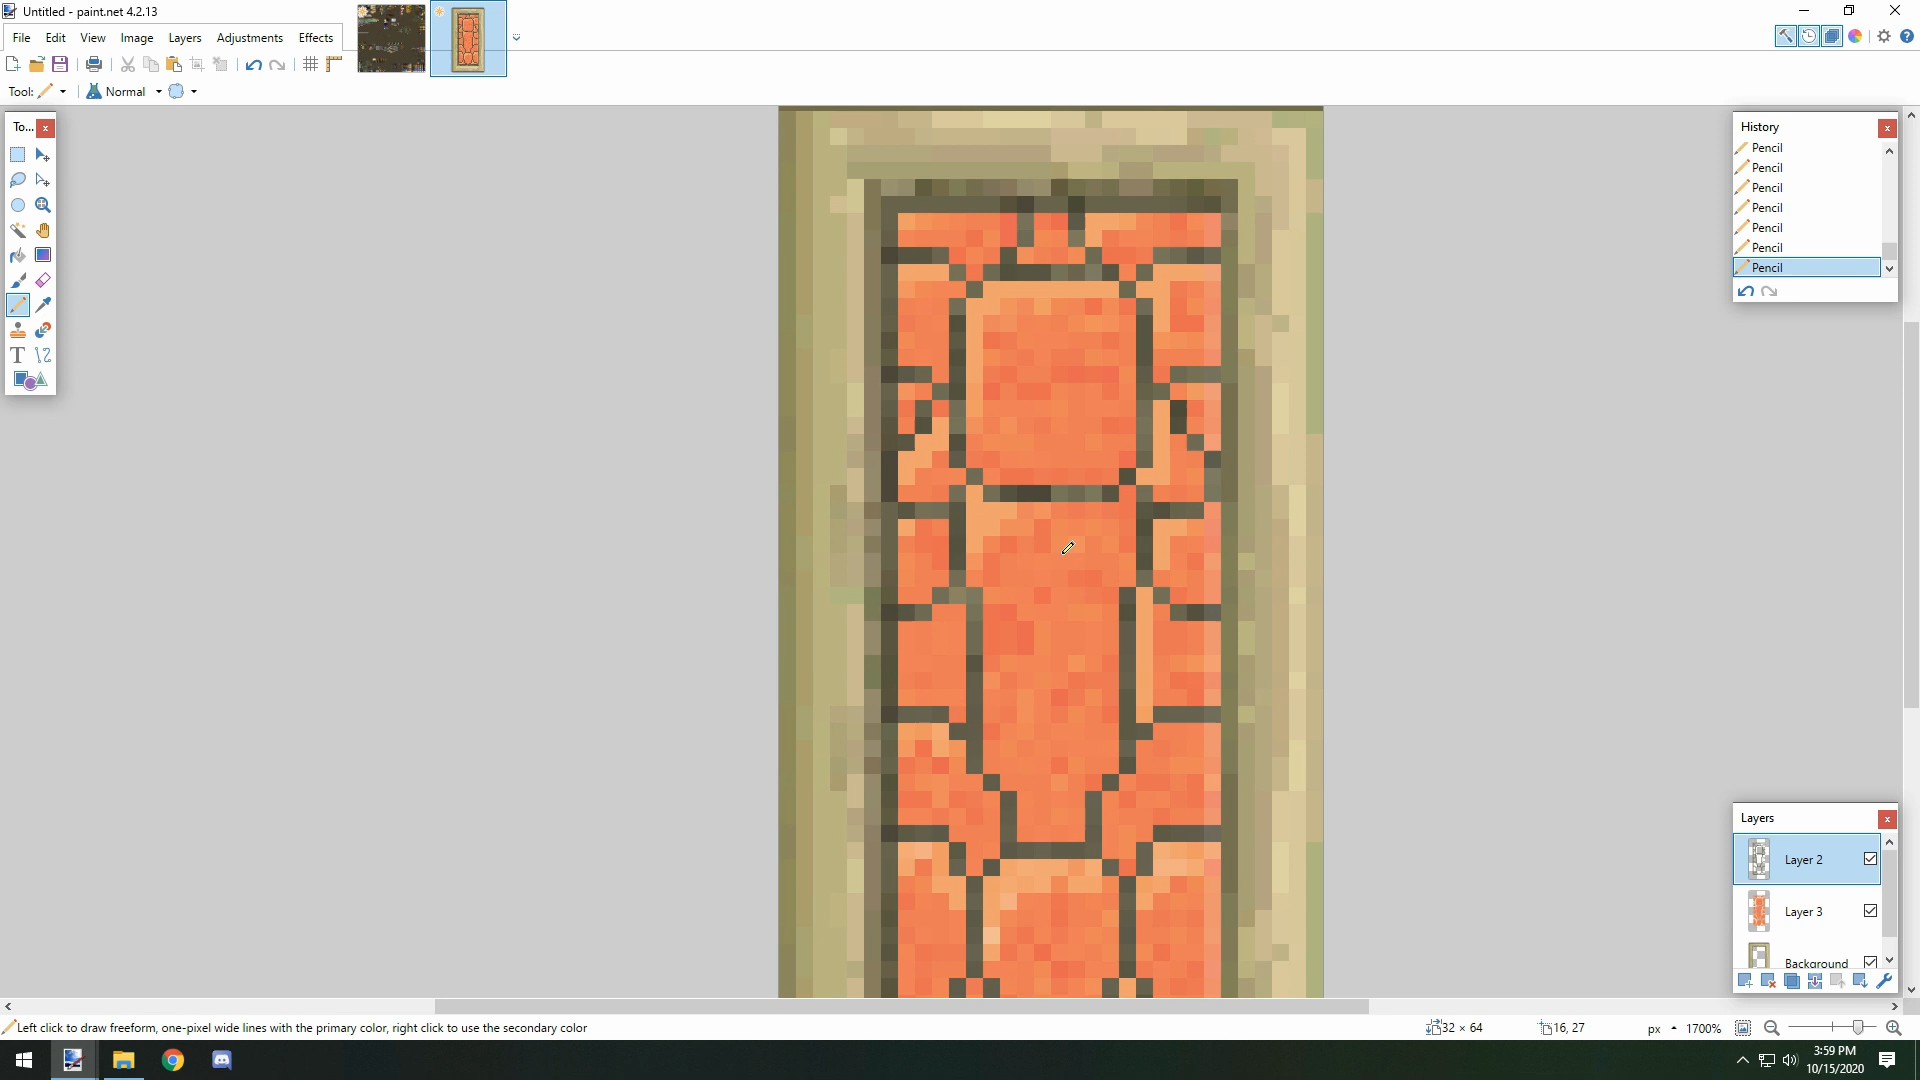 Untitled - paint.net 4.2.13
File Edit View Image Layers Adjustments Effects
Tool: Normal
To...
History
Pencil
Pencil
Pencil
Pencil
Pencil
Pencil
Pencil
Layers
Layer 2
Layer 3
Background
Left click to draw freeform, one-pixel wide lines with the primary color, right click to use the secondary color
32 × 64
16, 27
px
1700%
3:59 PM
10/15/2020